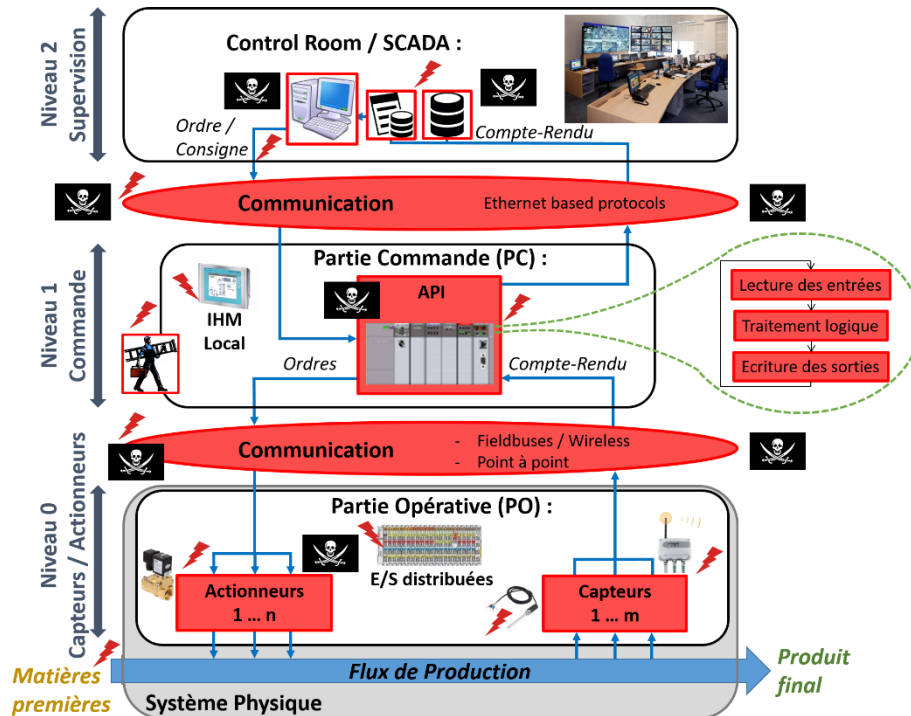 Niveau 2
Supervision
Control Room / SCADA :
Ordre /
Consigne
Compte-Rendu
Communication
Ethernet based protocols
Niveau 1
Commande
Partie Commande (PC) :
API
IHM
Local
Ordres
Compte-Rendu
Lecture des entrées
Traitement logique
Ecriture des sorties
Communication
- Fieldbuses / Wireless
- Point à point
Niveau 0
Capteurs / Actionneurs
Partie Opérative (PO) :
E/S distribuées
Actionneurs
1 ... n
Capteurs
1 ... m
Matières
premières
Flux de Production
Produit
final
Système Physique